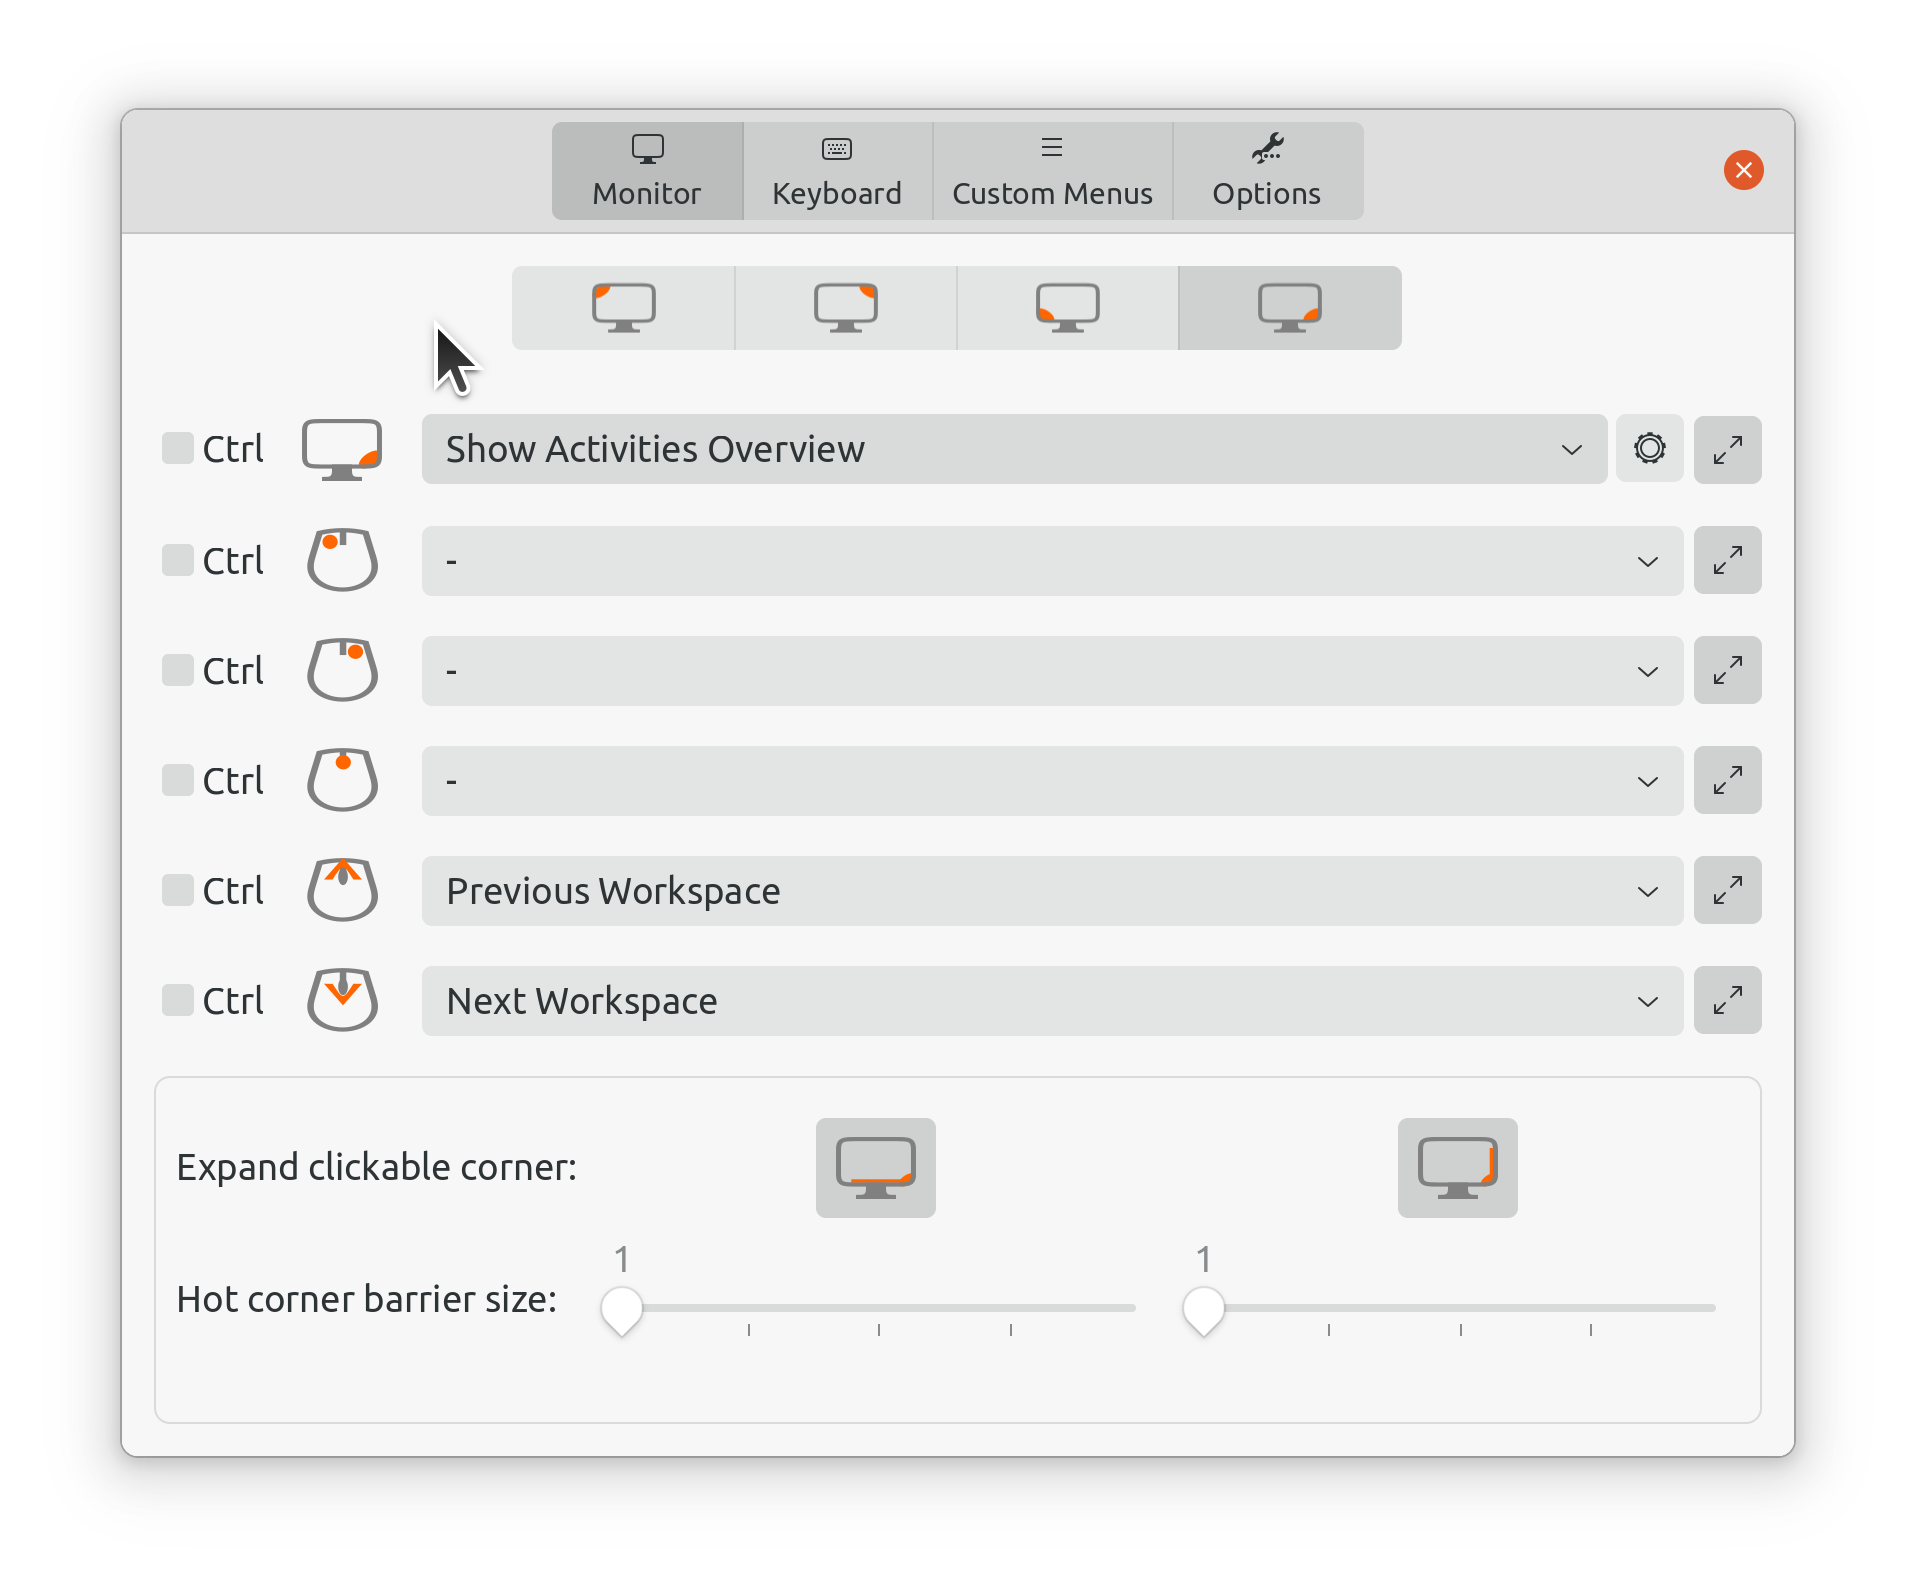 Monitor
Keyboard
Custom Menus
Options
Ctrl
Show Activities Overview
Ctrl
-
Ctrl
-
Ctrl
-
Ctrl
Previous Workspace
Ctrl
Next Workspace
Expand clickable corner:
1
1
Hot corner barrier size: